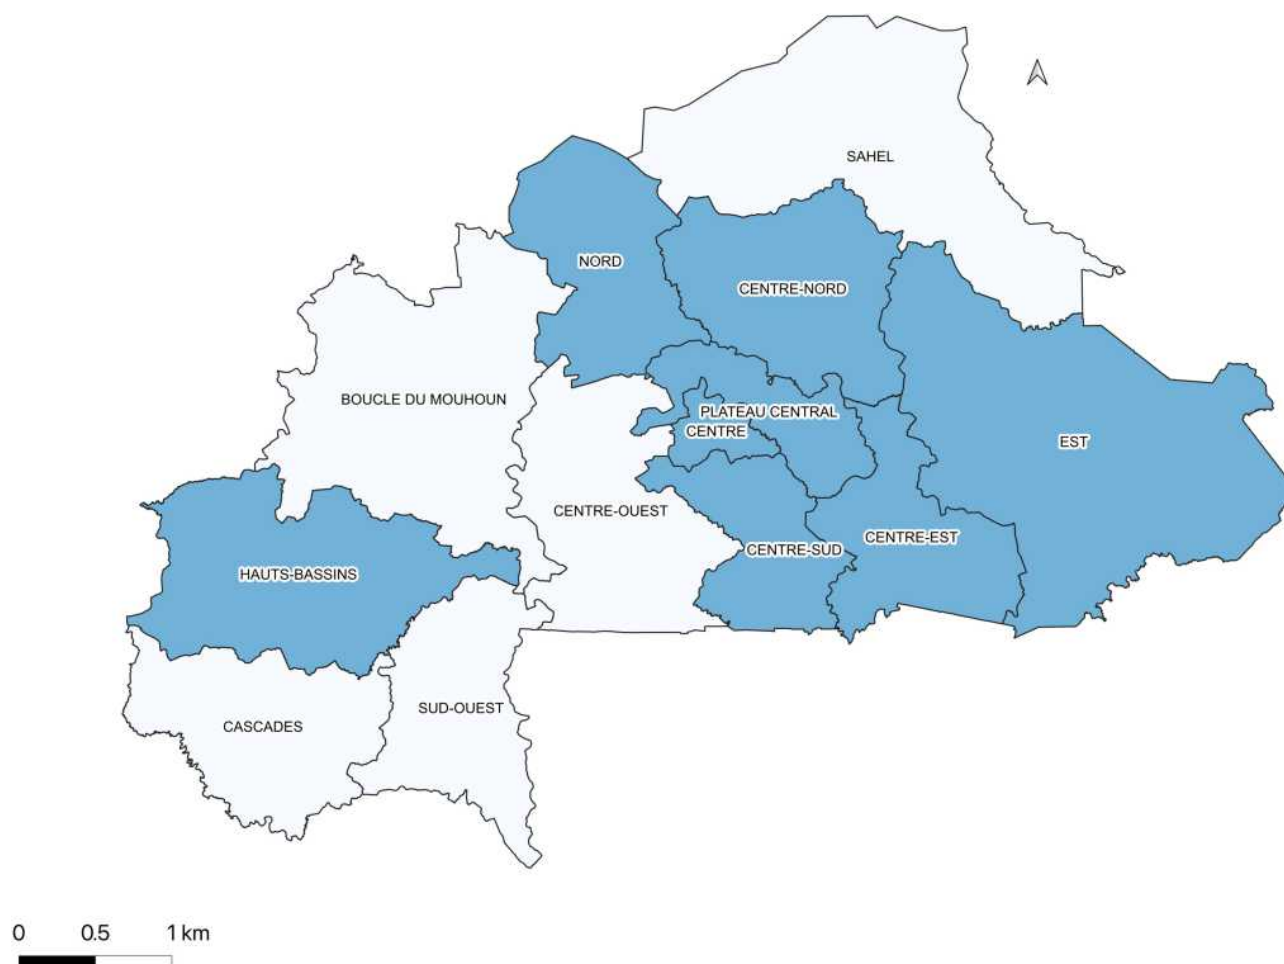 SAHEL
NORD
CENTRE-NORD
BOUCLE DU MOUHOUN
PLATEAU CENTRAL
CENTRE
EST
CENTRE-OUEST
CENTRE-EST
CENTRE-SUD
HAUTS-BASSINS
SUD-OUEST
CASCADES
0 0.5 1 km